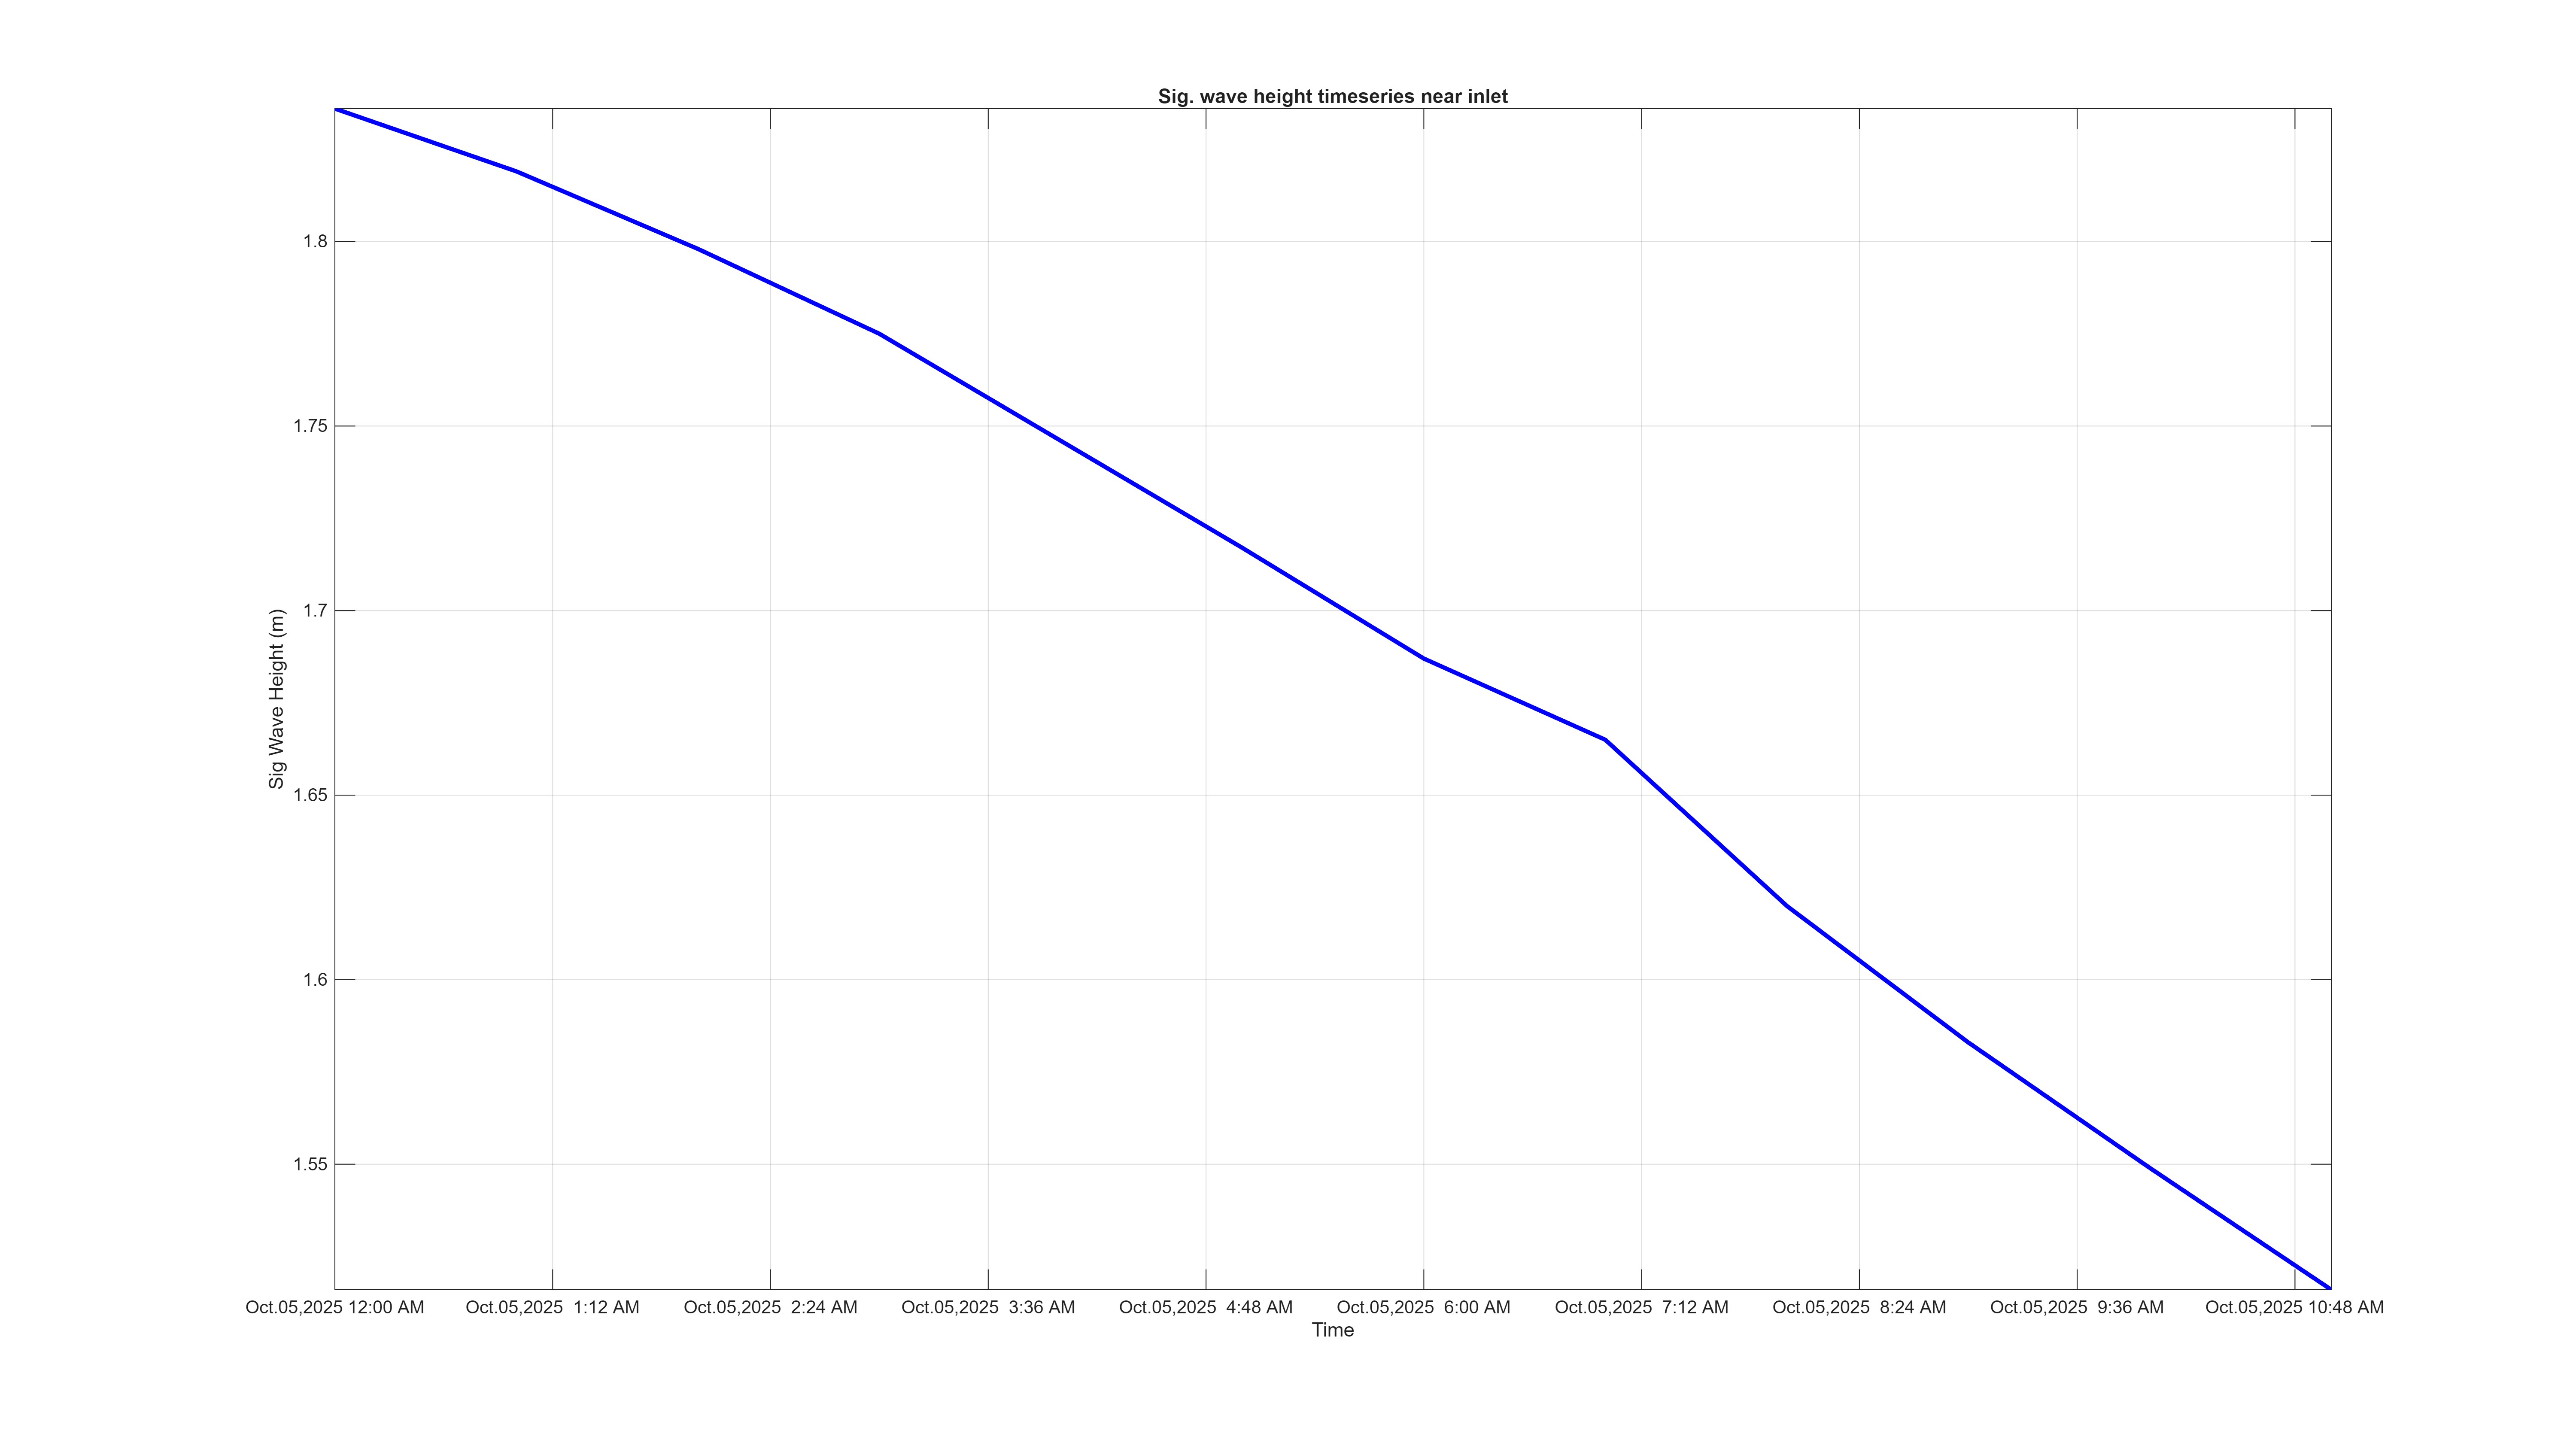 Sig. wave height timeseries near inlet
Sig Wave Height (m)
1.8
1.75
1.7
1.65
1.6
1.55
Oct.05,2025 12:00 AM
Oct.05,2025  1:12 AM
Oct.05,2025  2:24 AM
Oct.05,2025  3:36 AM
Oct.05,2025  4:48 AM
Oct.05,2025  6:00 AM
Oct.05,2025  7:12 AM
Oct.05,2025  8:24 AM
Oct.05,2025  9:36 AM
Oct.05,2025 10:48 AM
Time